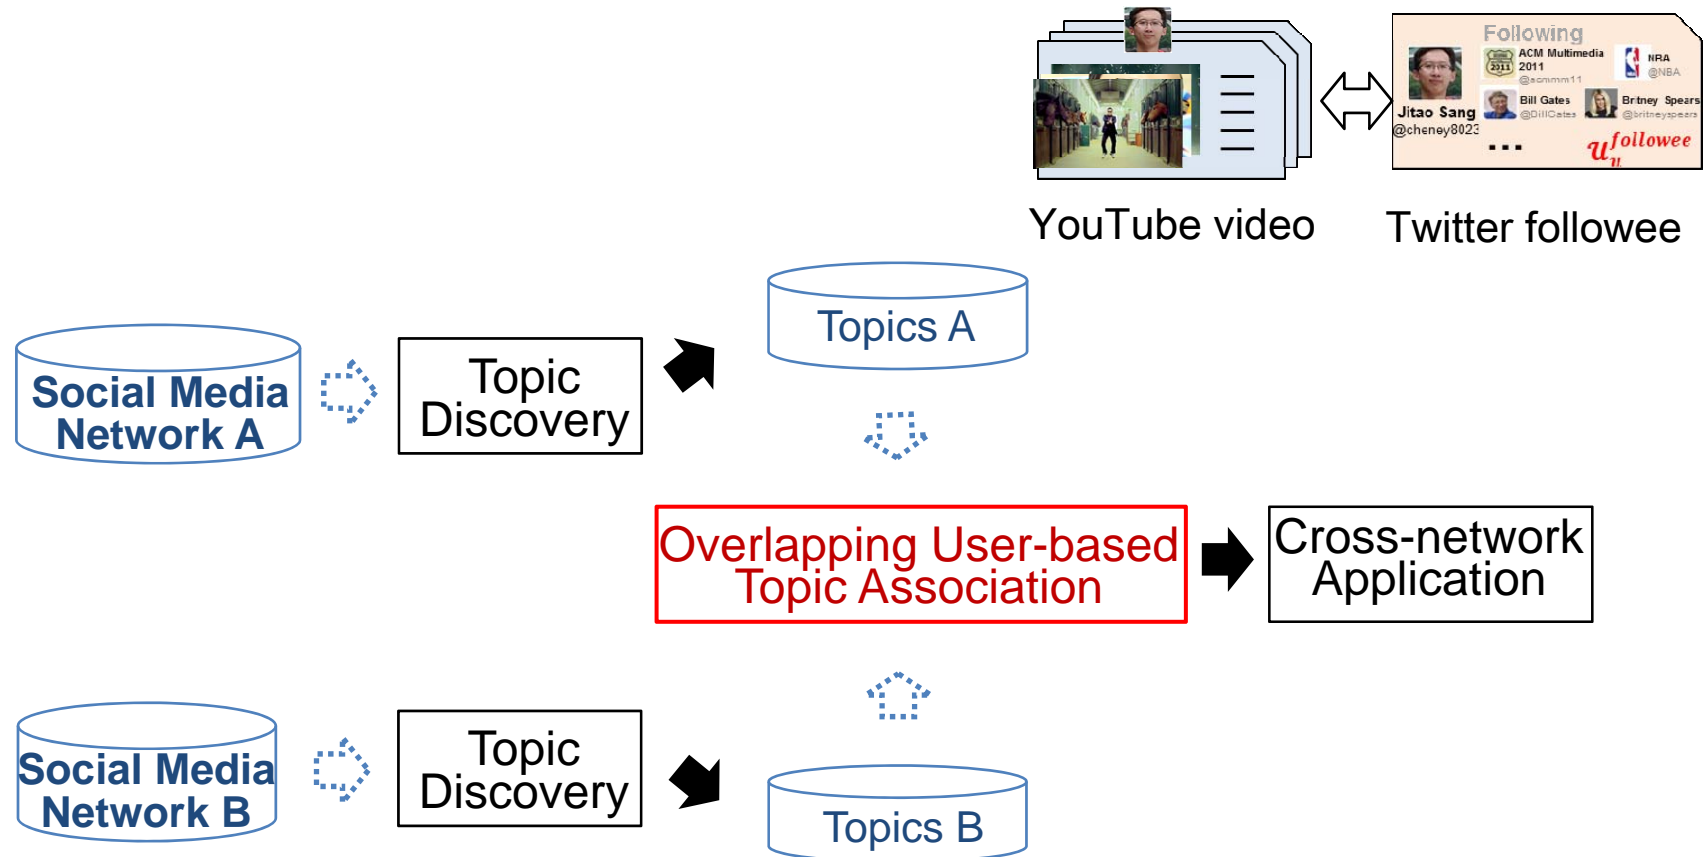 Following
ACM Multimedia
2011
@acmmm11
NBA
@NBA
Bill Gates
@BillGates
Britney Spears
@britneyspears
Jitao Sang
@cheney8023
...
u_u^followee
YouTube video
Twitter followee
Topics A
Social Media
Network A
Topic
Discovery
Overlapping User-based
Topic Association
Cross-network
Application
Social Media
Network B
Topic
Discovery
Topics B